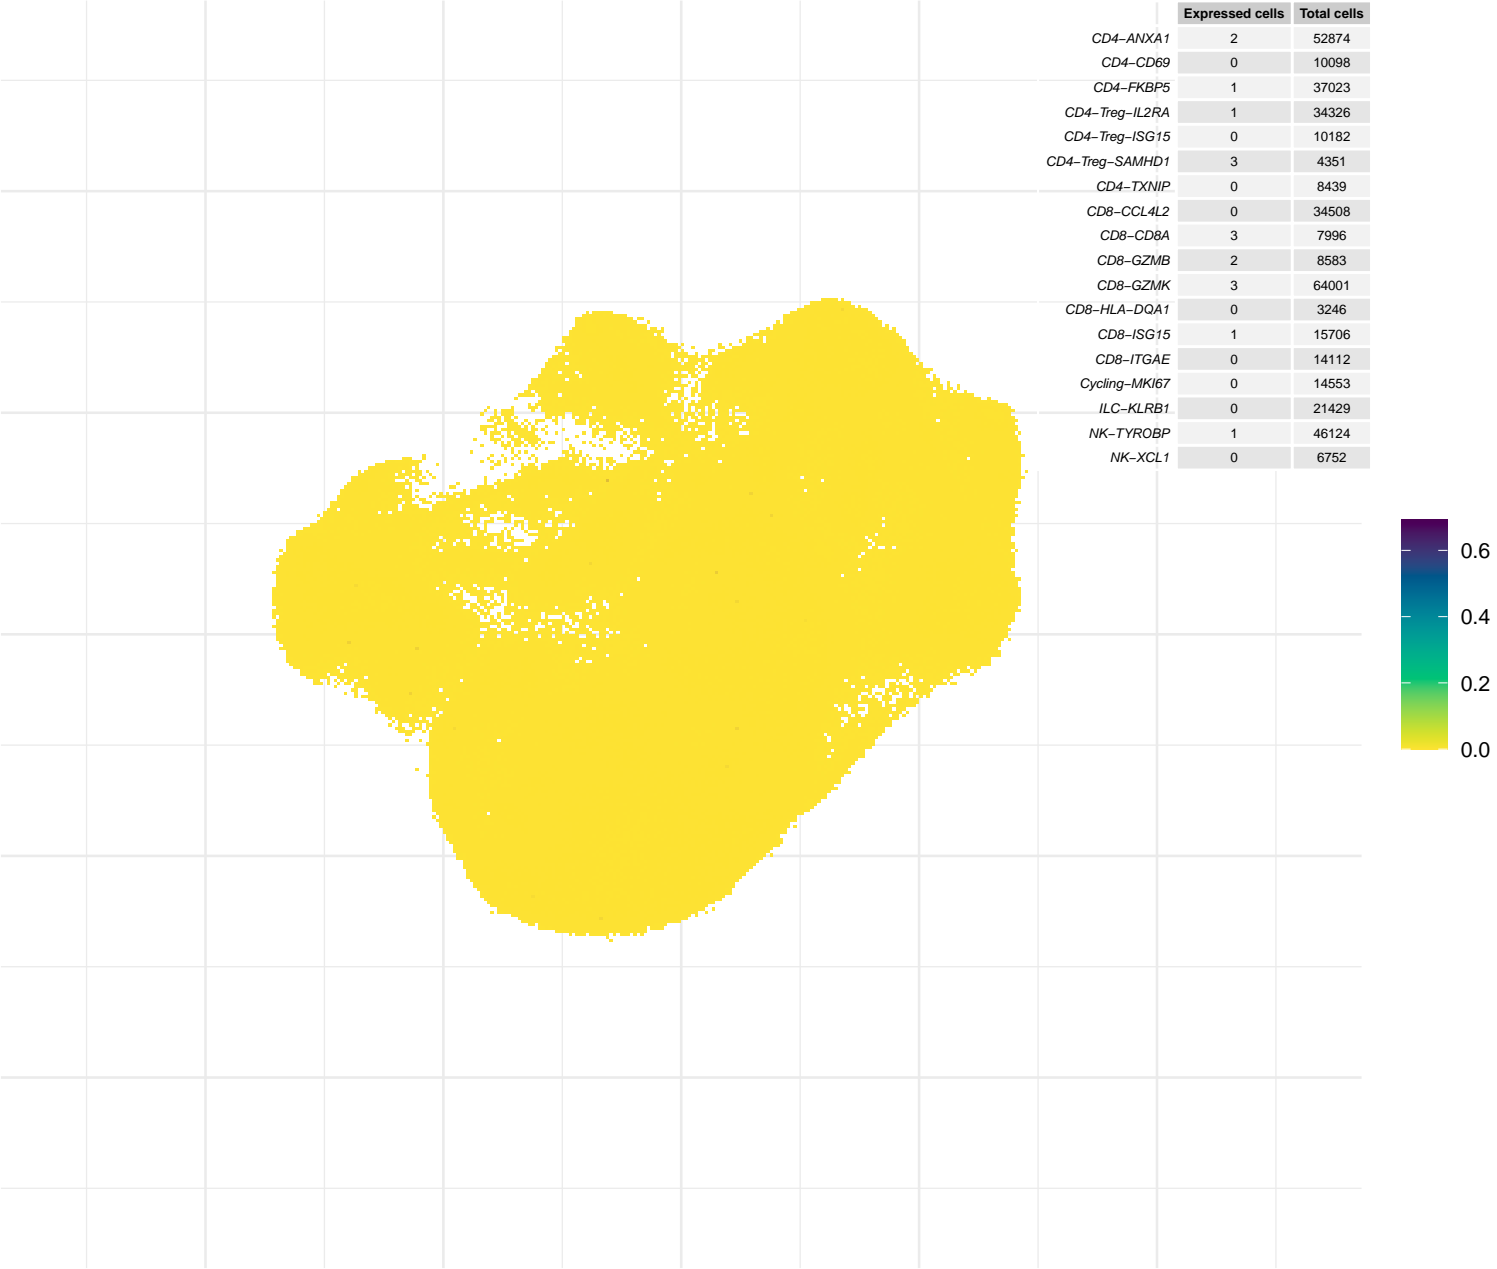 Expressed cells Total cells
CD4−ANXA1 2 52874
CD4−CD69 0 10098
CD4−FKBP5 1 37023
CD4−Treg−IL2RA 1 34326
CD4−Treg−ISG15 0 10182
CD4−Treg−SAMHD1 3 4351
CD4−TXNIP 0 8439
CD8−CCL4L2 0 34508
CD8−CD8A 3 7996
CD8−GZMB 2 8583
CD8−GZMK 3 64001
CD8−HLA−DQA1 0 3246
CD8−ISG15 1 15706
CD8−ITGAE 0 14112
Cycling−MKI67 0 14553
ILC−KLRB1 0 21429
NK−TYROBP 1 46124
NK−XCL1 0 6752
0.6
0.4
0.2
0.0